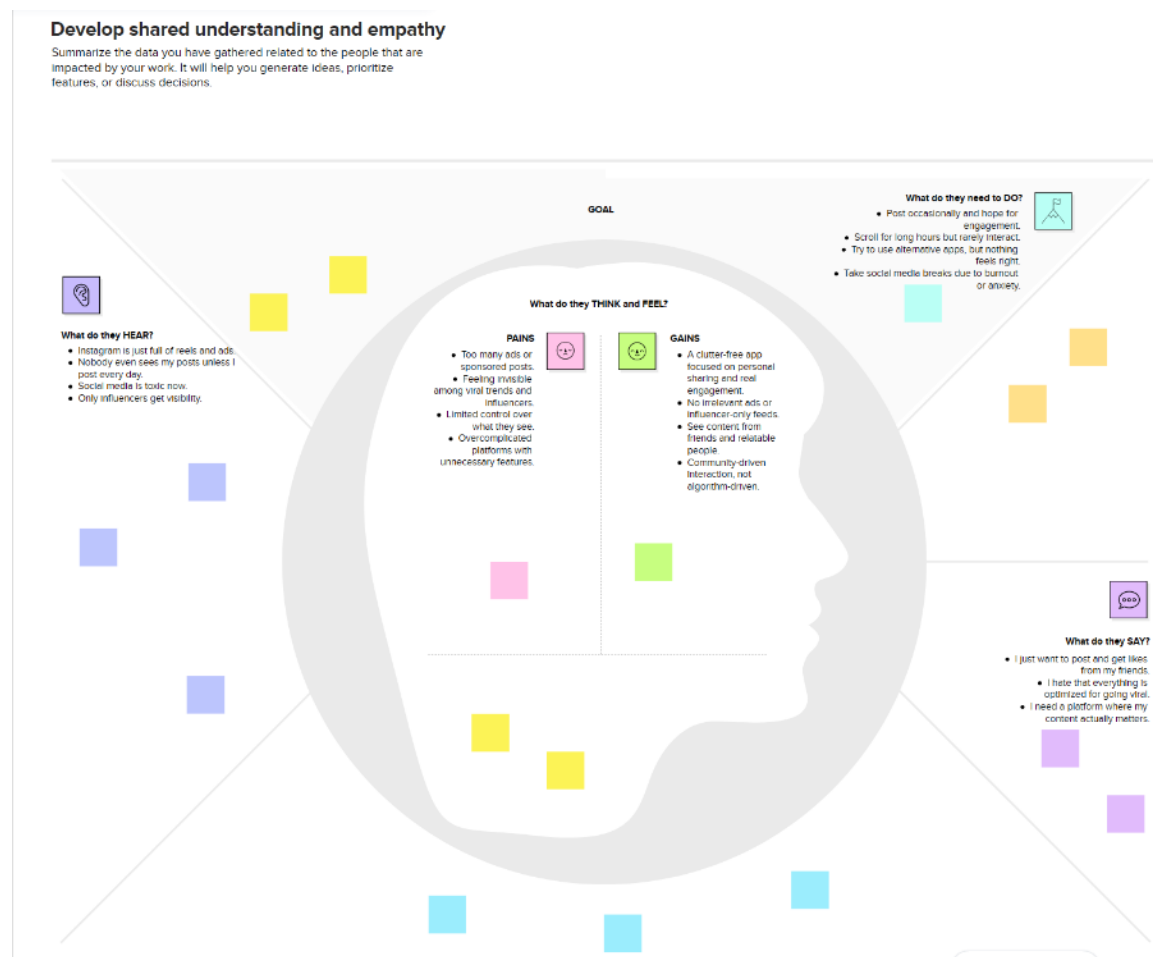 Develop shared understanding and empathy
Summarize the data you have gathered related to the people that are
impacted by your work. It will help you generate ideas, prioritize
features, or discuss decisions.
GOAL
What do they need to DO?
• Post occasionally and hope for
engagement.
• Scroll for long hours but rarely interact.
• Try to use alternative apps, but nothing
feels right.
• Take social media breaks due to burnout
or anxiety.
What do they HEAR?
• Instagram is just full of reels and ads.
• Nobody even sees my posts unless I
post every day.
• Social media is toxic now.
• Only influencers get visibility.
What do they THINK and FEEL?
PAINS
• Too many ads or
sponsored posts.
• Feeling invisible
among viral trends and
influencers.
• Limited control over
what they see.
• Overcomplicated
platforms with
unnecessary features.
GAINS
• A clutter-free app
focused on personal
sharing and real
engagement.
• No irrelevant ads or
influencer-only feeds.
• See content from
friends and relatable
people.
• Community-driven
interaction, not
algorithm-driven.
What do they SAY?
• I just want to post and get likes
from my friends.
• I hate that everything is
optimized for going viral.
• I need a platform where my
content actually matters.